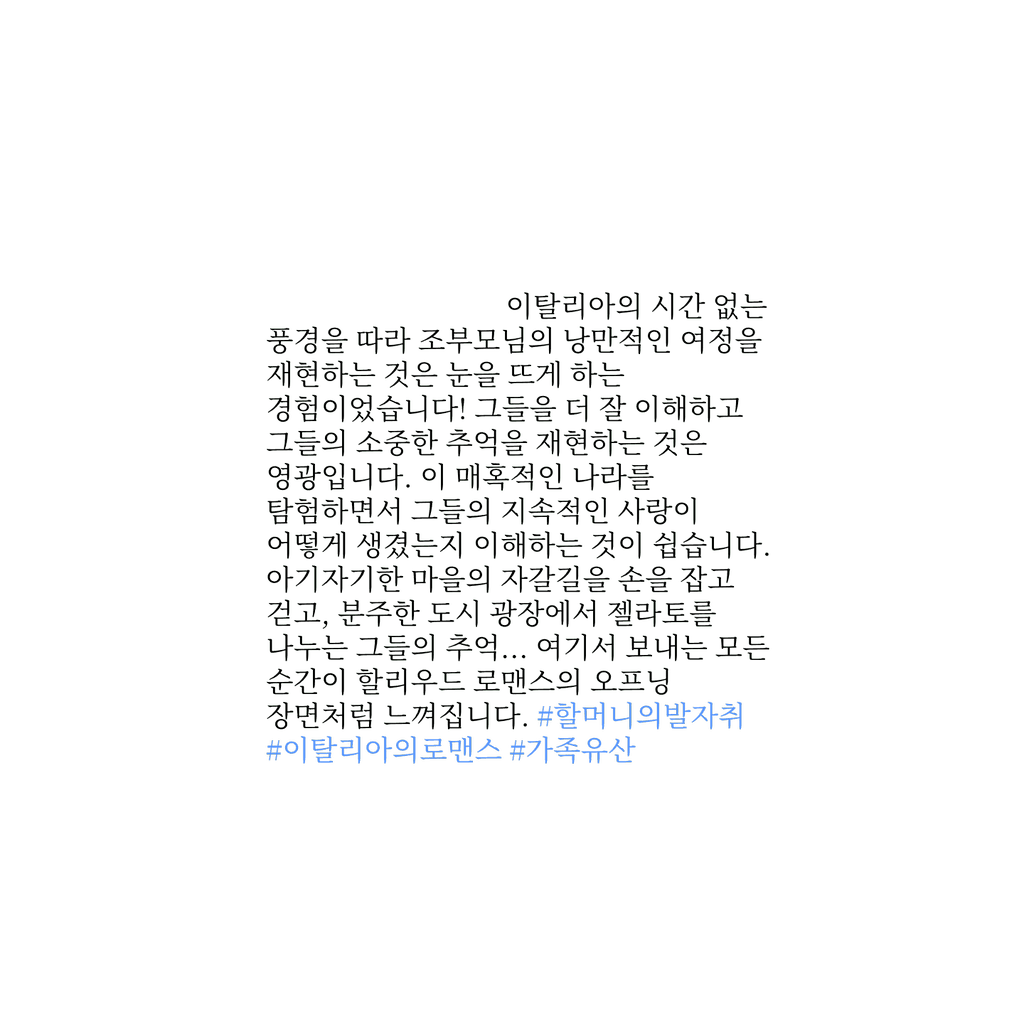 이탈리아의 시간 없는
풍경을 따라 조부모님의 낭만적인 여정을
재현하는 것은 눈을 뜨게 하는
경험이었습니다! 그들을 더 잘 이해하고
그들의 소중한 추억을 재현하는 것은
영광입니다. 이 매혹적인 나라를
탐험하면서 그들의 지속적인 사랑이
어떻게 생겼는지 이해하는 것이 쉽습니다.
아기자기한 마을의 자갈길을 손을 잡고
걷고, 분주한 도시 광장에서 젤라토를
나누는 그들의 추억... 여기서 보내는 모든
순간이 할리우드 로맨스의 오프닝
장면처럼 느껴집니다. #할머니의발자취
#이탈리아의로맨스 #가족유산